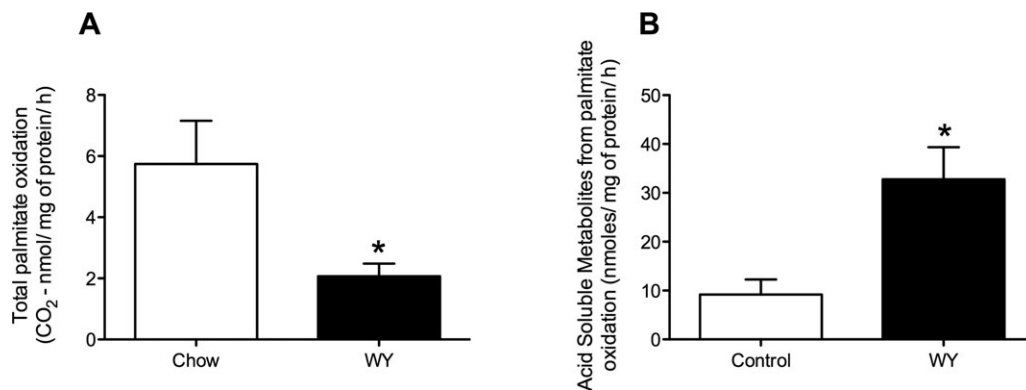 A
Total palmitate oxidation
(CO₂ - nmol/ mg of protein/ h)
8
6
4
2
0
*
Chow
WY
B
Acid Soluble Metabolites from palmitate
oxidation (nmoles/ mg of protein/ h)
50
40
30
20
10
0
*
Control
WY